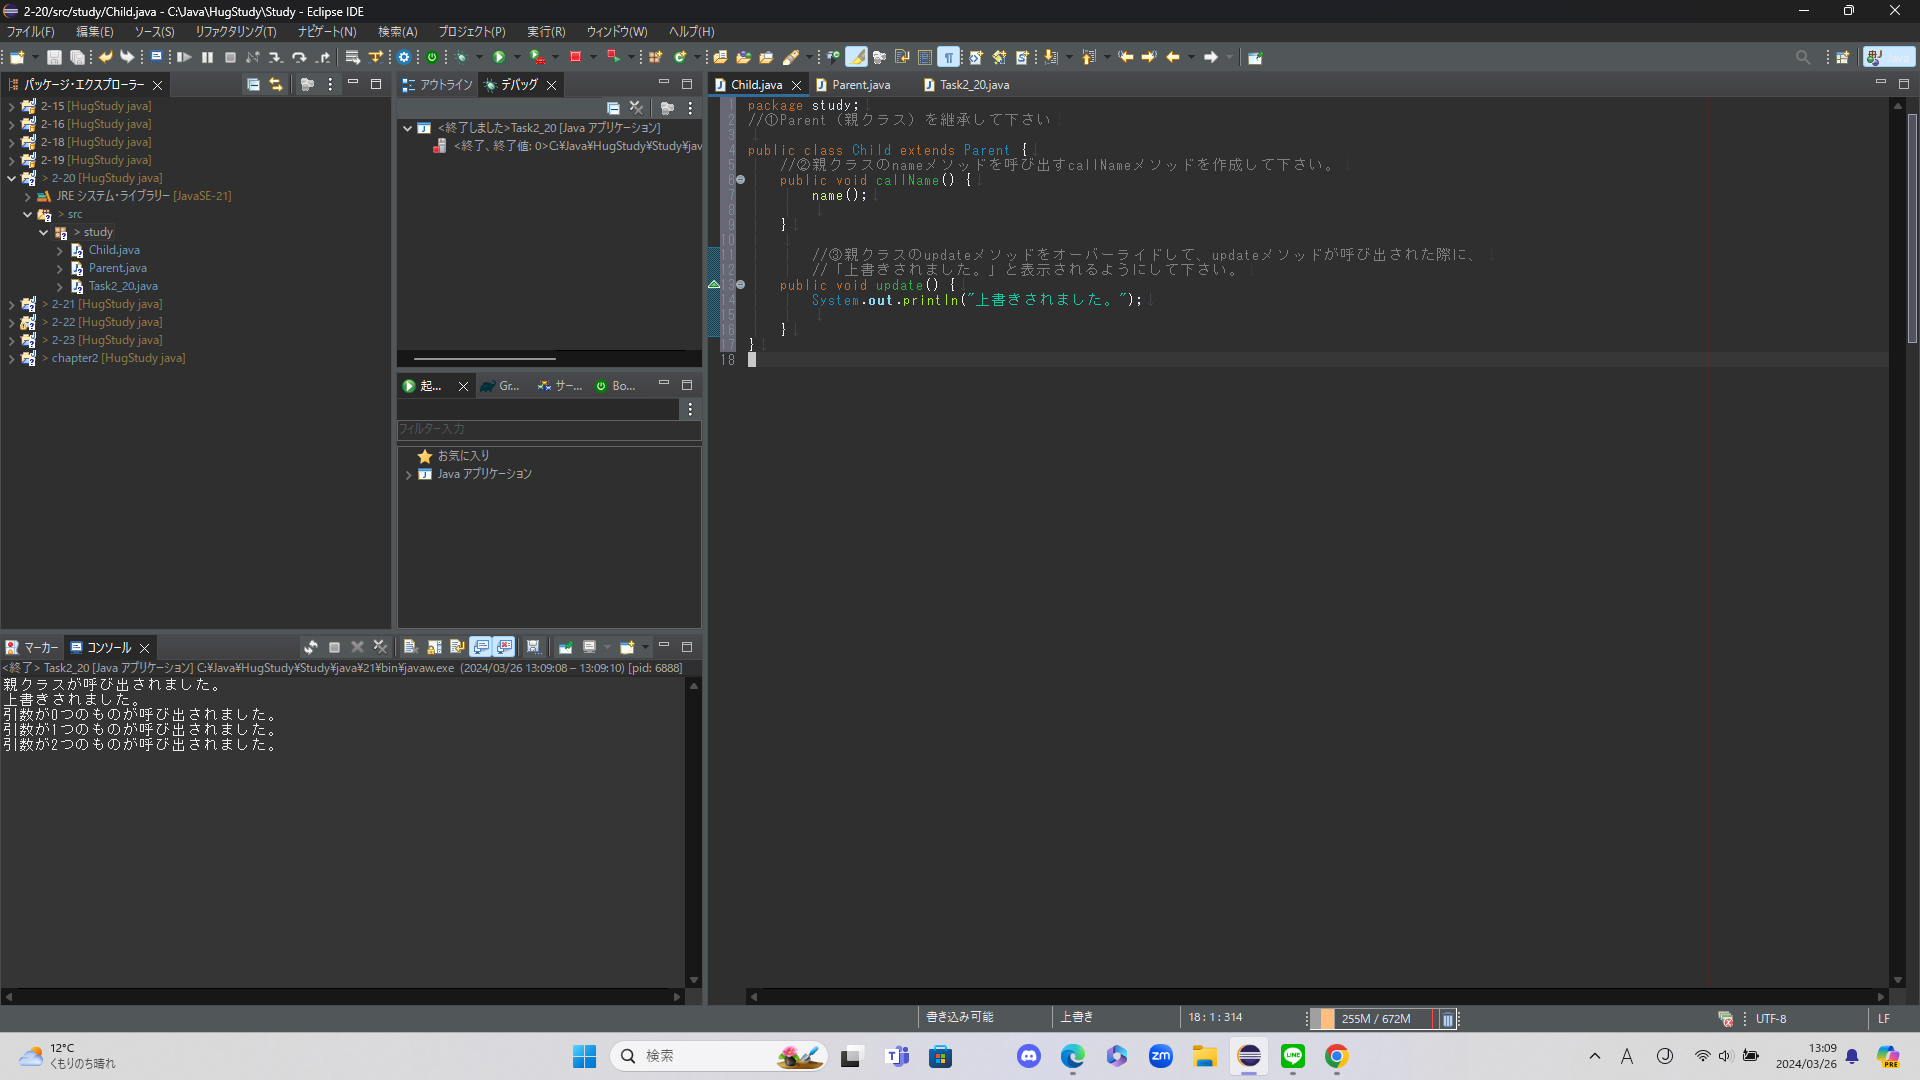 2-20/src/study/Child.java - C:\Java\HugStudy\Study - Eclipse IDE
ファイル(F) 編集(E) ソース(S) リファクタリング(T) ナビゲート(N) 検索(A) プロジェクト(P) 実行(R) ウィンドウ(W) ヘルプ(H)
パッケージ・エクスプローラー
2-15 [HugStudy java]
2-16 [HugStudy java]
2-18 [HugStudy java]
2-19 [HugStudy java]
> 2-20 [HugStudy java]
JRE システム・ライブラリー [JavaSE-21]
> src
> study
Child.java
Parent.java
Task2_20.java
> 2-21 [HugStudy java]
> 2-22 [HugStudy java]
> 2-23 [HugStudy java]
> chapter2 [HugStudy java]
アウトライン デバッグ
<終了しました>Task2_20 [Java アプリケーション]
<終了、終了値: 0>C:¥Java¥HugStudy¥Study¥jav
起... Gr... サー... Bo...
フィルター入力
お気に入り
Java アプリケーション
Child.java Parent.java Task2_20.java
1 package study;
2 //①Parent（親クラス）を継承して下さい
3
4 public class Child extends Parent {
5 //②親クラスのnameメソッドを呼び出すcallNameメソッドを作成して下さい。
6 public void callName() {
7 name();
8
9 }
10
11 //③親クラスのupdateメソッドをオーバーライドして、updateメソッドが呼び出された際に、
12 //「上書きされました。」と表示されるようにして下さい。
13 public void update() {
14 System.out.println("上書きされました。");
15
16 }
17 }
18
マーカー コンソール
<終了> Task2_20 [Java アプリケーション] C:¥Java¥HugStudy¥Study¥java¥21¥bin¥javaw.exe (2024/03/26 13:09:08 – 13:09:10) [pid: 6888]
親クラスが呼び出されました。
上書きされました。
引数が0つのものが呼び出されました。
引数が1つのものが呼び出されました。
引数が2つのものが呼び出されました。
書き込み可能 上書き 18 : 1 : 314 255M / 672M UTF-8 LF
12°C
くもりのち晴れ
検索
zm
LINE
A
13:09
2024/03/26
PRE